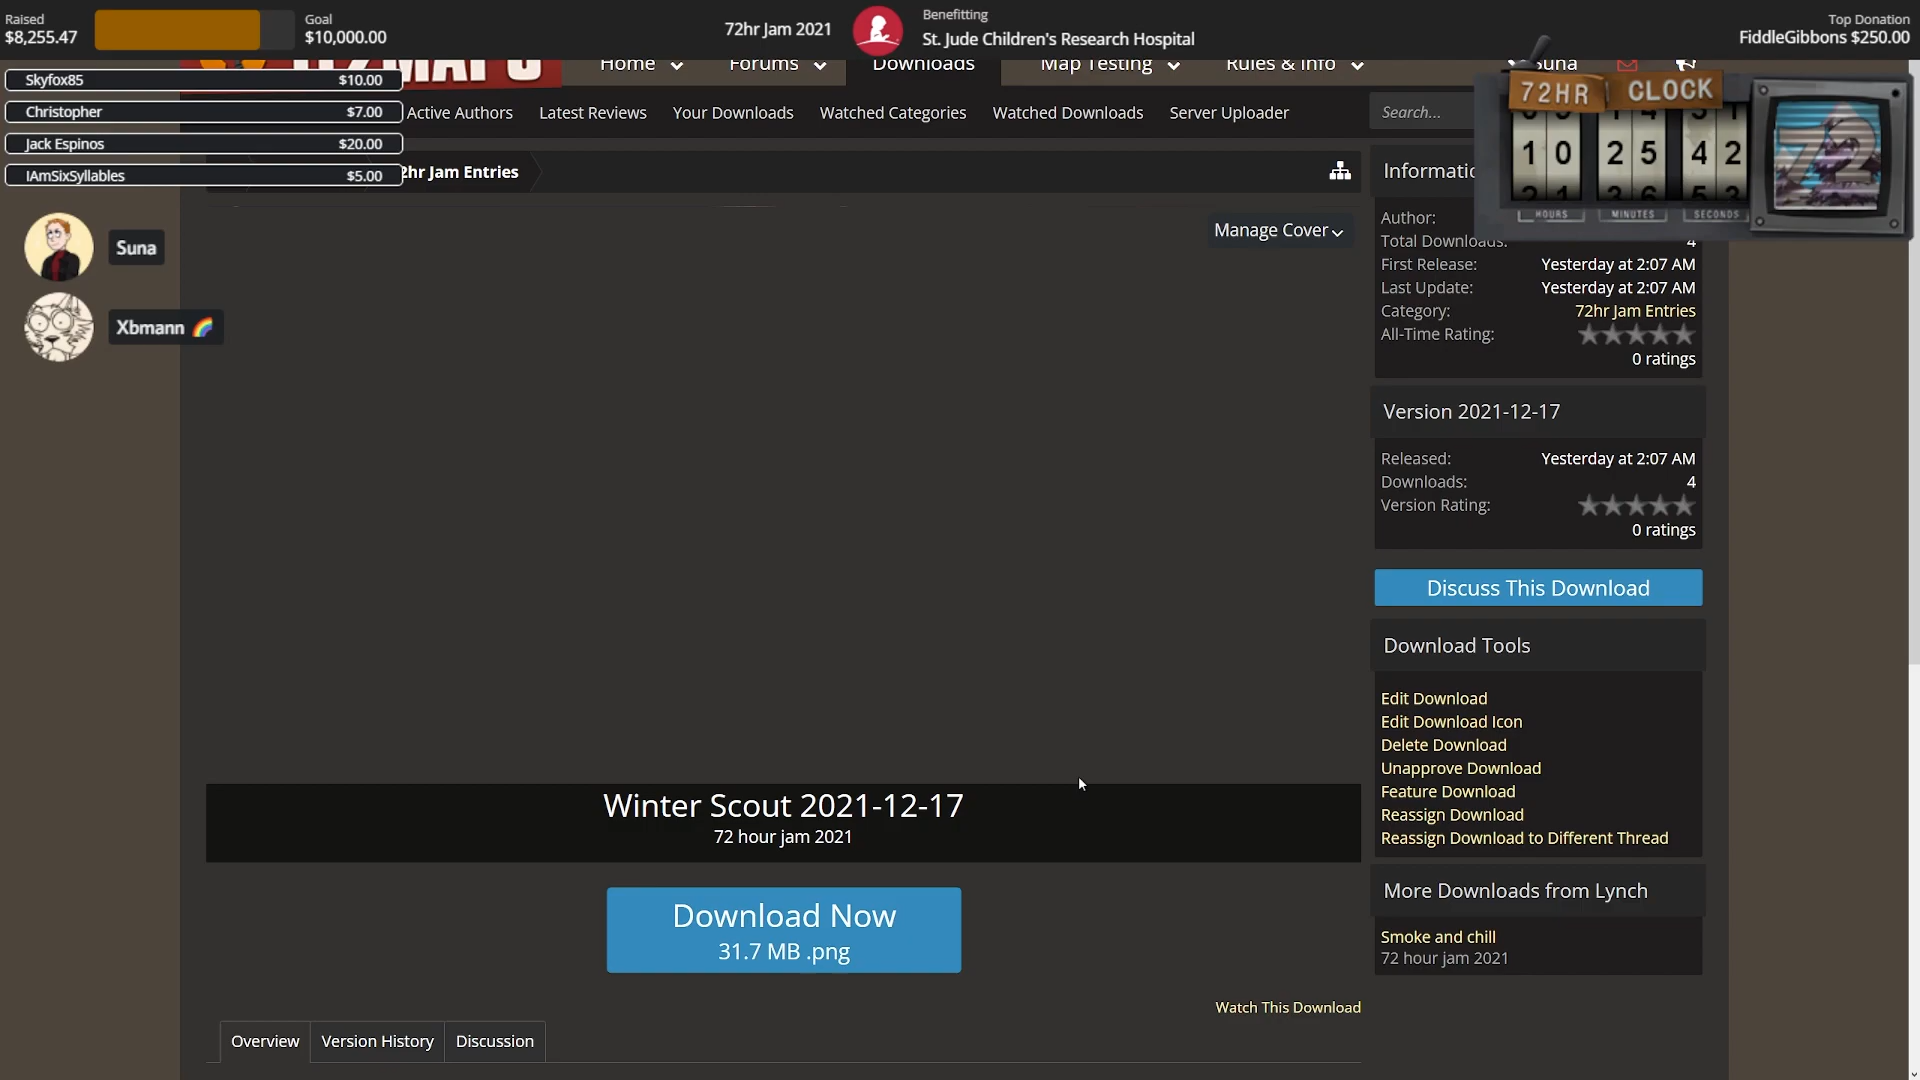 Raised
$8,255.47
Goal
$10,000.00
72hr Jam 2021
Benefitting
St. Jude Children's Research Hospital
Top Donation
FiddleGibbons $250.00
Skyfox85 $10.00
Christopher $7.00
Jack Espinos $20.00
IAmSixSyllables $5.00
Home
Forums
Downloads
Map Testing
Rules & Info
Suna
Active Authors
Latest Reviews
Your Downloads
Watched Categories
Watched Downloads
Server Uploader
Search...
72HR CLOCK
10 25 42
HOURS MINUTES SECONDS
72
2hr Jam Entries
Suna
Xbmann 🌈
Manage Cover
Winter Scout 2021-12-17
72 hour jam 2021
Download Now
31.7 MB .png
Watch This Download
Overview
Version History
Discussion
Author:
Total Downloads: 4
First Release: Yesterday at 2:07 AM
Last Update: Yesterday at 2:07 AM
Category: 72hr Jam Entries
All-Time Rating:
0 ratings
Version 2021-12-17
Released: Yesterday at 2:07 AM
Downloads: 4
Version Rating:
0 ratings
Discuss This Download
Download Tools
Edit Download
Edit Download Icon
Delete Download
Unapprove Download
Feature Download
Reassign Download
Reassign Download to Different Thread
More Downloads from Lynch
Smoke and chill
72 hour jam 2021